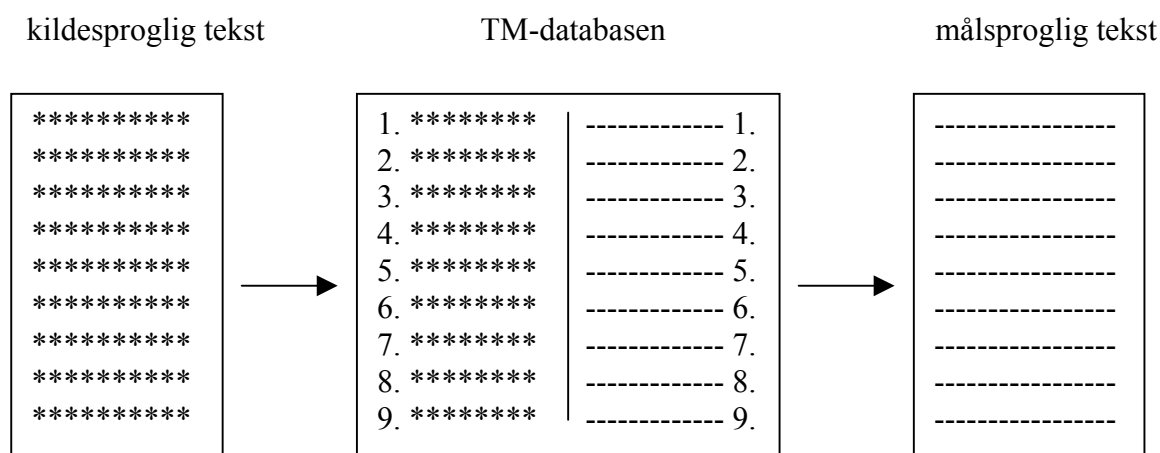 kildesproglig tekst TM-databasen målsproglig tekst
********** 1. ******** ------------- 1. -----------------
********** 2. ******** ------------- 2. -----------------
********** 3. ******** ------------- 3. -----------------
********** 4. ******** ------------- 4. -----------------
********** 5. ******** ------------- 5. -----------------
********** 6. ******** ------------- 6. -----------------
********** 7. ******** ------------- 7. -----------------
********** 8. ******** ------------- 8. -----------------
********** 9. ******** ------------- 9. -----------------